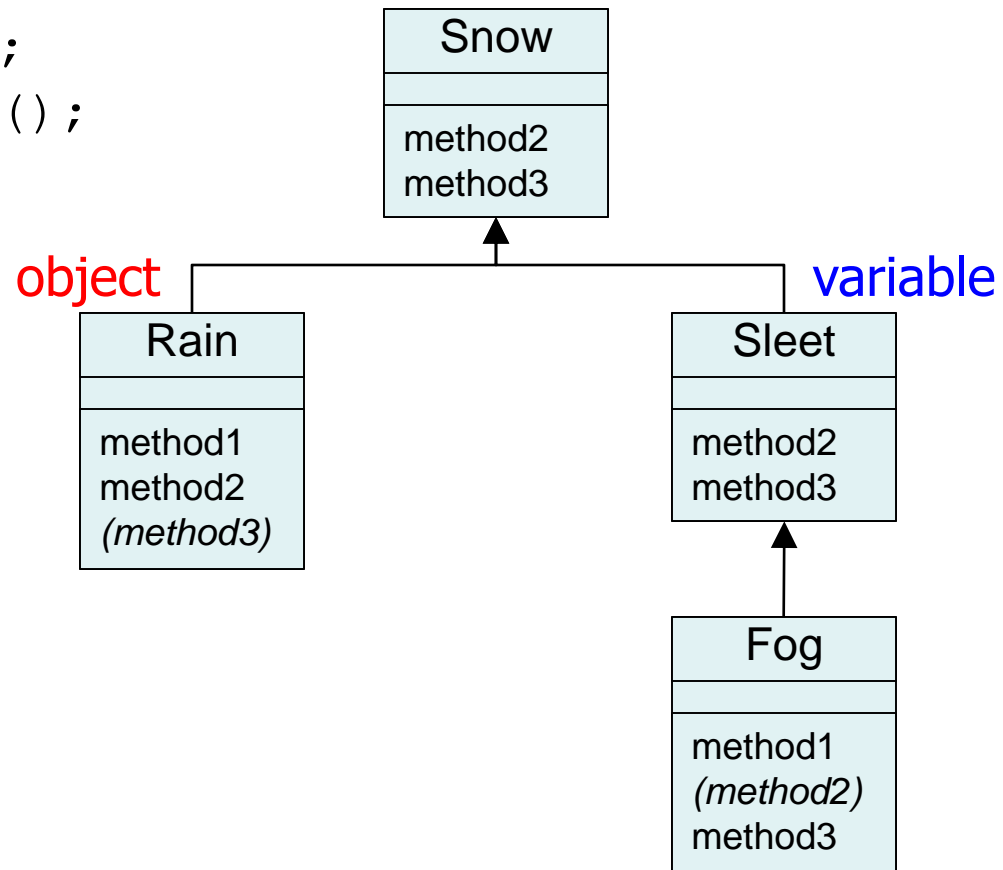 ;
();
Snow
method2
method3
object
variable
Rain
method1
method2
(method3)
Sleet
method2
method3
Fog
method1
(method2)
method3